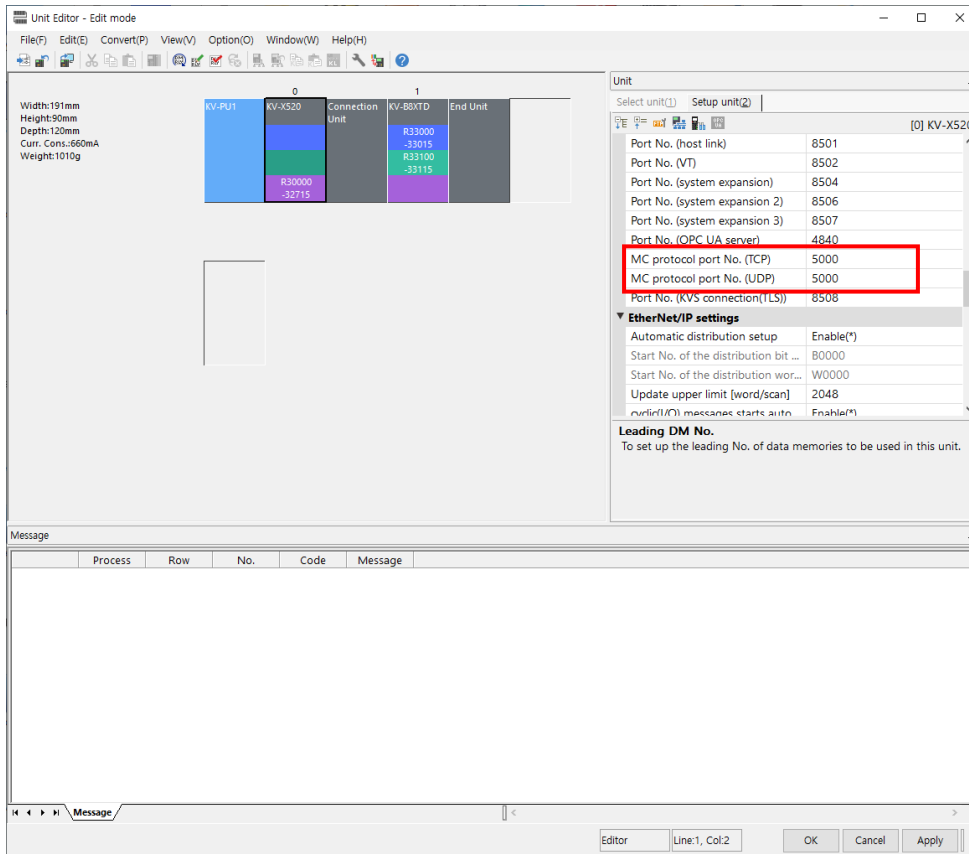 Unit Editor - Edit mode
File(F) Edit(E) Convert(P) View(V) Option(O) Window(W) Help(H)
Width:191mm
Height:90mm
Depth:120mm
Curr. Cons.:660mA
Weight:1010g
0 1
KV-PU1 KV-X520 Connection Unit KV-B8XTD End Unit
R33000
-33015
R33100
-33115
R30000
-32715
Unit
Select unit(1) Setup unit(2)
[0] KV-X520
Port No. (host link) 8501
Port No. (VT) 8502
Port No. (system expansion) 8504
Port No. (system expansion 2) 8506
Port No. (system expansion 3) 8507
Port No. (OPC UA server) 4840
MC protocol port No. (TCP) 5000
MC protocol port No. (UDP) 5000
Port No. (KVS connection(TLS)) 8508
EtherNet/IP settings
Automatic distribution setup Enable(*)
Start No. of the distribution bit ... B0000
Start No. of the distribution wor... W0000
Update upper limit [word/scan] 2048
cyclic(I/O) messages starts auto Enable(*)
Leading DM No.
To set up the leading No. of data memories to be used in this unit.
Message
Process Row No. Code Message
Message
Editor Line:1, Col:2 OK Cancel Apply